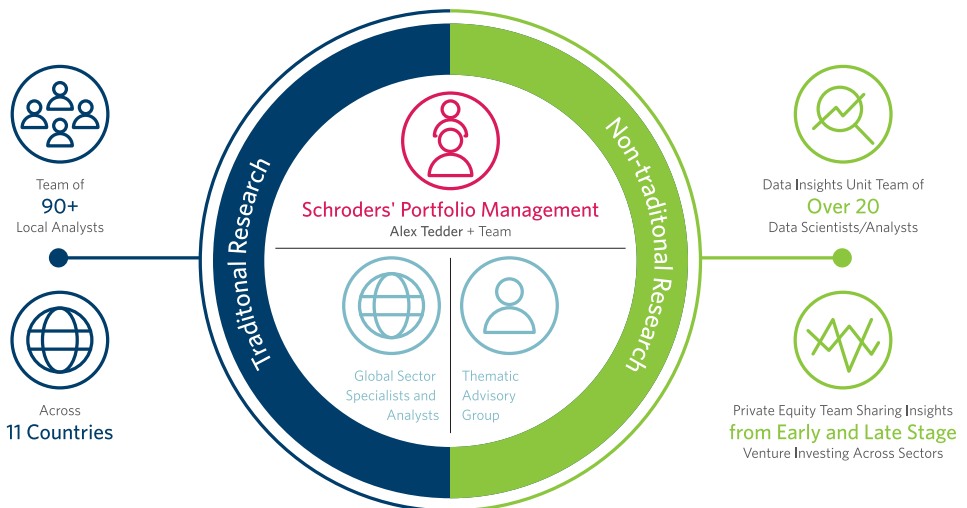 Team of
90+
Local Analysts
Across
11 Countries
Traditonal Research
Schroders' Portfolio Management
Alex Tedder + Team
Global Sector
Specialists and
Analysts
Thematic
Advisory
Group
Non-traditonal Research
Data Insights Unit Team of
Over 20
Data Scientists/Analysts
Private Equity Team Sharing Insights
from Early and Late Stage
Venture Investing Across Sectors